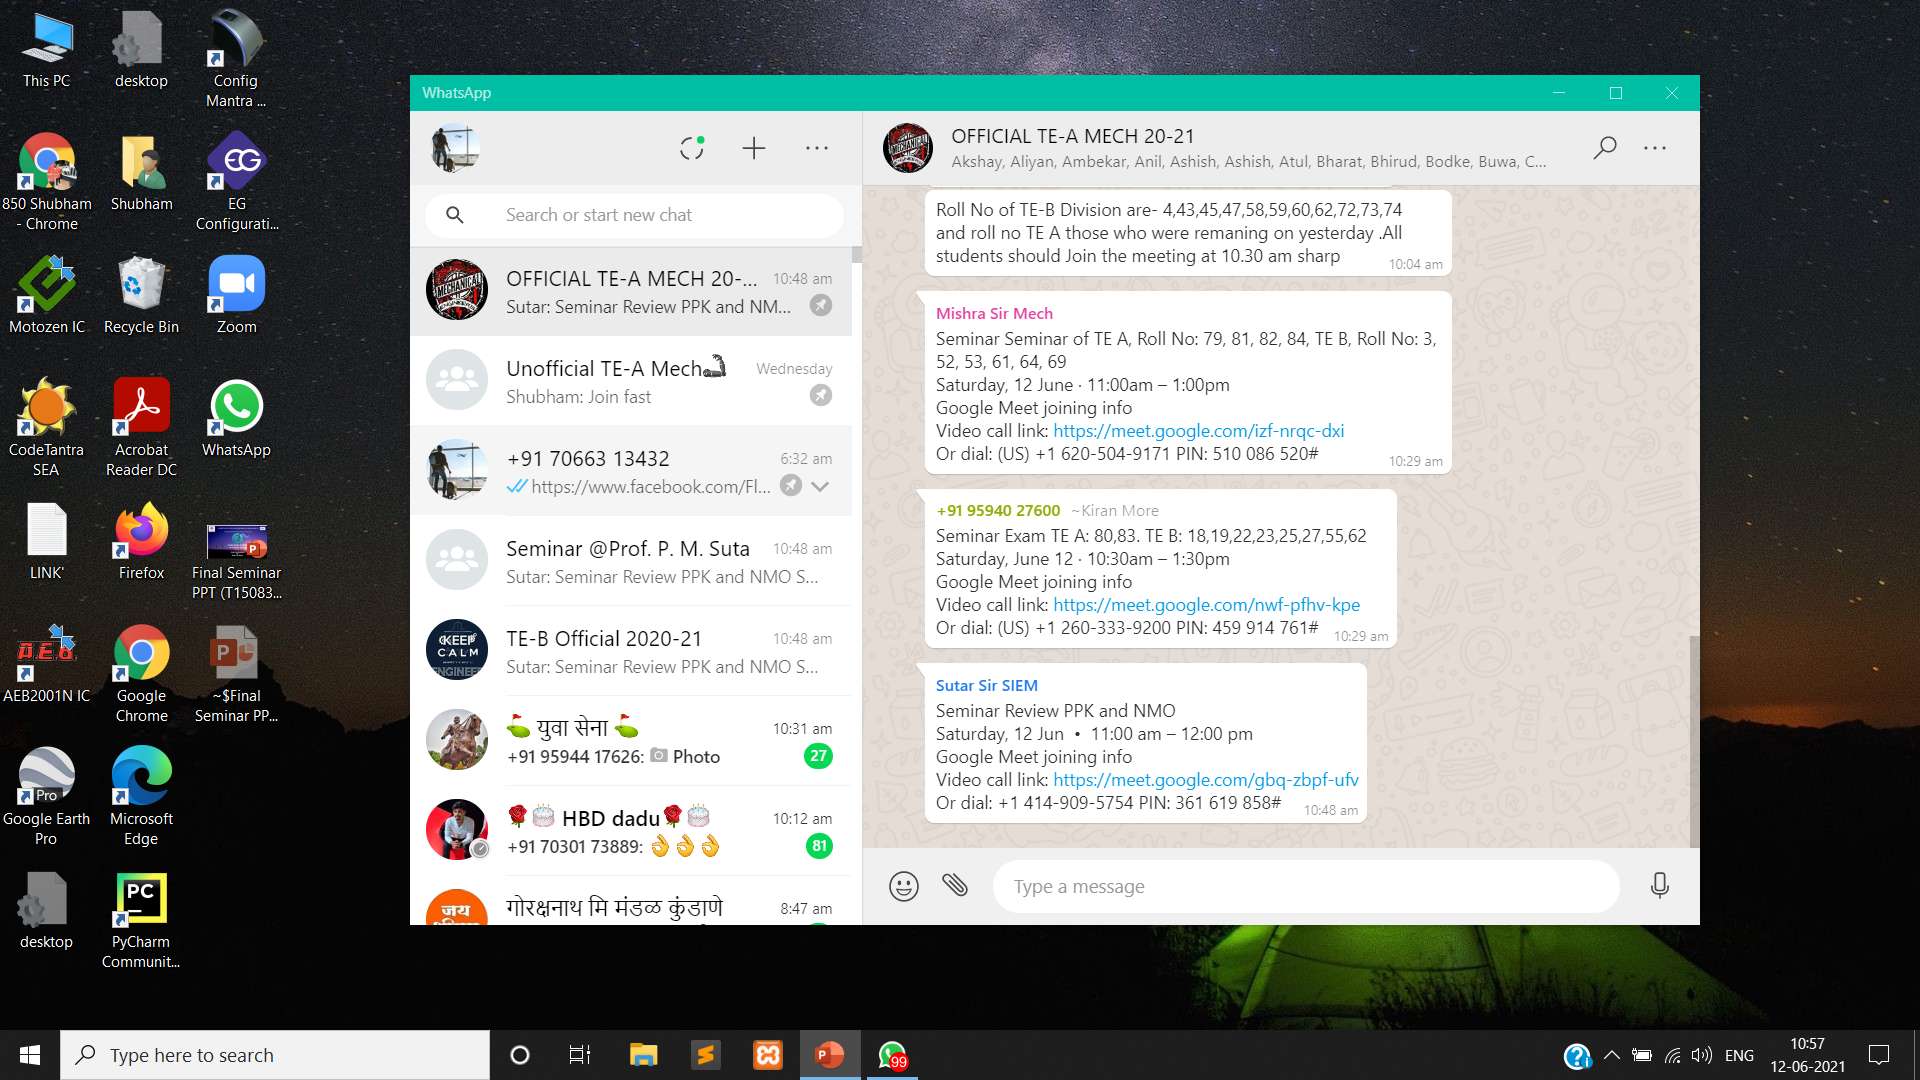 This PC
desktop
Config
Mantra ...
850 Shubham
- Chrome
Shubham
EG
EG
Configurati...
Motozen IC
Recycle Bin
Zoom
CodeTantra
SEA
Acrobat
Reader DC
WhatsApp
LINK'
Firefox
Final Seminar
PPT (T15083...
AEB
AEB2001N IC
Google
Chrome
~$Final
Seminar PP...
Pro
Google Earth
Pro
Microsoft
Edge
desktop
PC
PyCharm
Communit...
WhatsApp
Search or start new chat
OFFICIAL TE-A MECH 20-... 10:48 am
Sutar: Seminar Review PPK and NM...
Unofficial TE-A Mech Wednesday
Shubham: Join fast
+91 70663 13432 6:32 am
https://www.facebook.com/Fl...
Seminar @Prof. P. M. Suta 10:48 am
Sutar: Seminar Review PPK and NMO S...
KEEP
CALM
ENGINEER
TE-B Official 2020-21 10:48 am
Sutar: Seminar Review PPK and NMO S...
⛳ युवा सेना ⛳ 10:31 am
+91 95944 17626: 📷 Photo 27
🌹🎂 HBD dadu🌹🎂 10:12 am
+91 70301 73889: 👌👌👌 81
जय
गोरक्षनाथ मि मंडळ कुंडाणे 8:47 am
MECHANICAL
OFFICIAL TE-A MECH 20-21
Akshay, Aliyan, Ambekar, Anil, Ashish, Ashish, Atul, Bharat, Bhirud, Bodke, Buwa, C...
Roll No of TE-B Division are- 4,43,45,47,58,59,60,62,72,73,74
and roll no TE A those who were remaning on yesterday .All
students should Join the meeting at 10.30 am sharp 10:04 am
Mishra Sir Mech
Seminar Seminar of TE A, Roll No: 79, 81, 82, 84, TE B, Roll No: 3,
52, 53, 61, 64, 69
Saturday, 12 June · 11:00am – 1:00pm
Google Meet joining info
Video call link: https://meet.google.com/izf-nrqc-dxi
Or dial: (US) +1 620-504-9171 PIN: 510 086 520# 10:29 am
+91 95940 27600 ~Kiran More
Seminar Exam TE A: 80,83. TE B: 18,19,22,23,25,27,55,62
Saturday, June 12 · 10:30am – 1:30pm
Google Meet joining info
Video call link: https://meet.google.com/nwf-pfhv-kpe
Or dial: (US) +1 260-333-9200 PIN: 459 914 761# 10:29 am
Sutar Sir SIEM
Seminar Review PPK and NMO
Saturday, 12 Jun • 11:00 am – 12:00 pm
Google Meet joining info
Video call link: https://meet.google.com/gbq-zbpf-ufv
Or dial: +1 414-909-5754 PIN: 361 619 858# 10:48 am
Type a message
Type here to search
99
ENG
10:57
12-06-2021